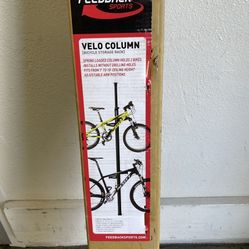 FEEDBACK
SPORTS
VELO COLUMN
(BICYCLE STORAGE RACK)
SPRING LOADED COLUMN HOLDS 2 BIKES
INSTALLS WITHOUT DRILLING HOLES
FITS FROM 7' TO 10' CEILING HEIGHT
ADJUSTABLE ARM POSITIONS
FEEDBACKSPORTS.COM